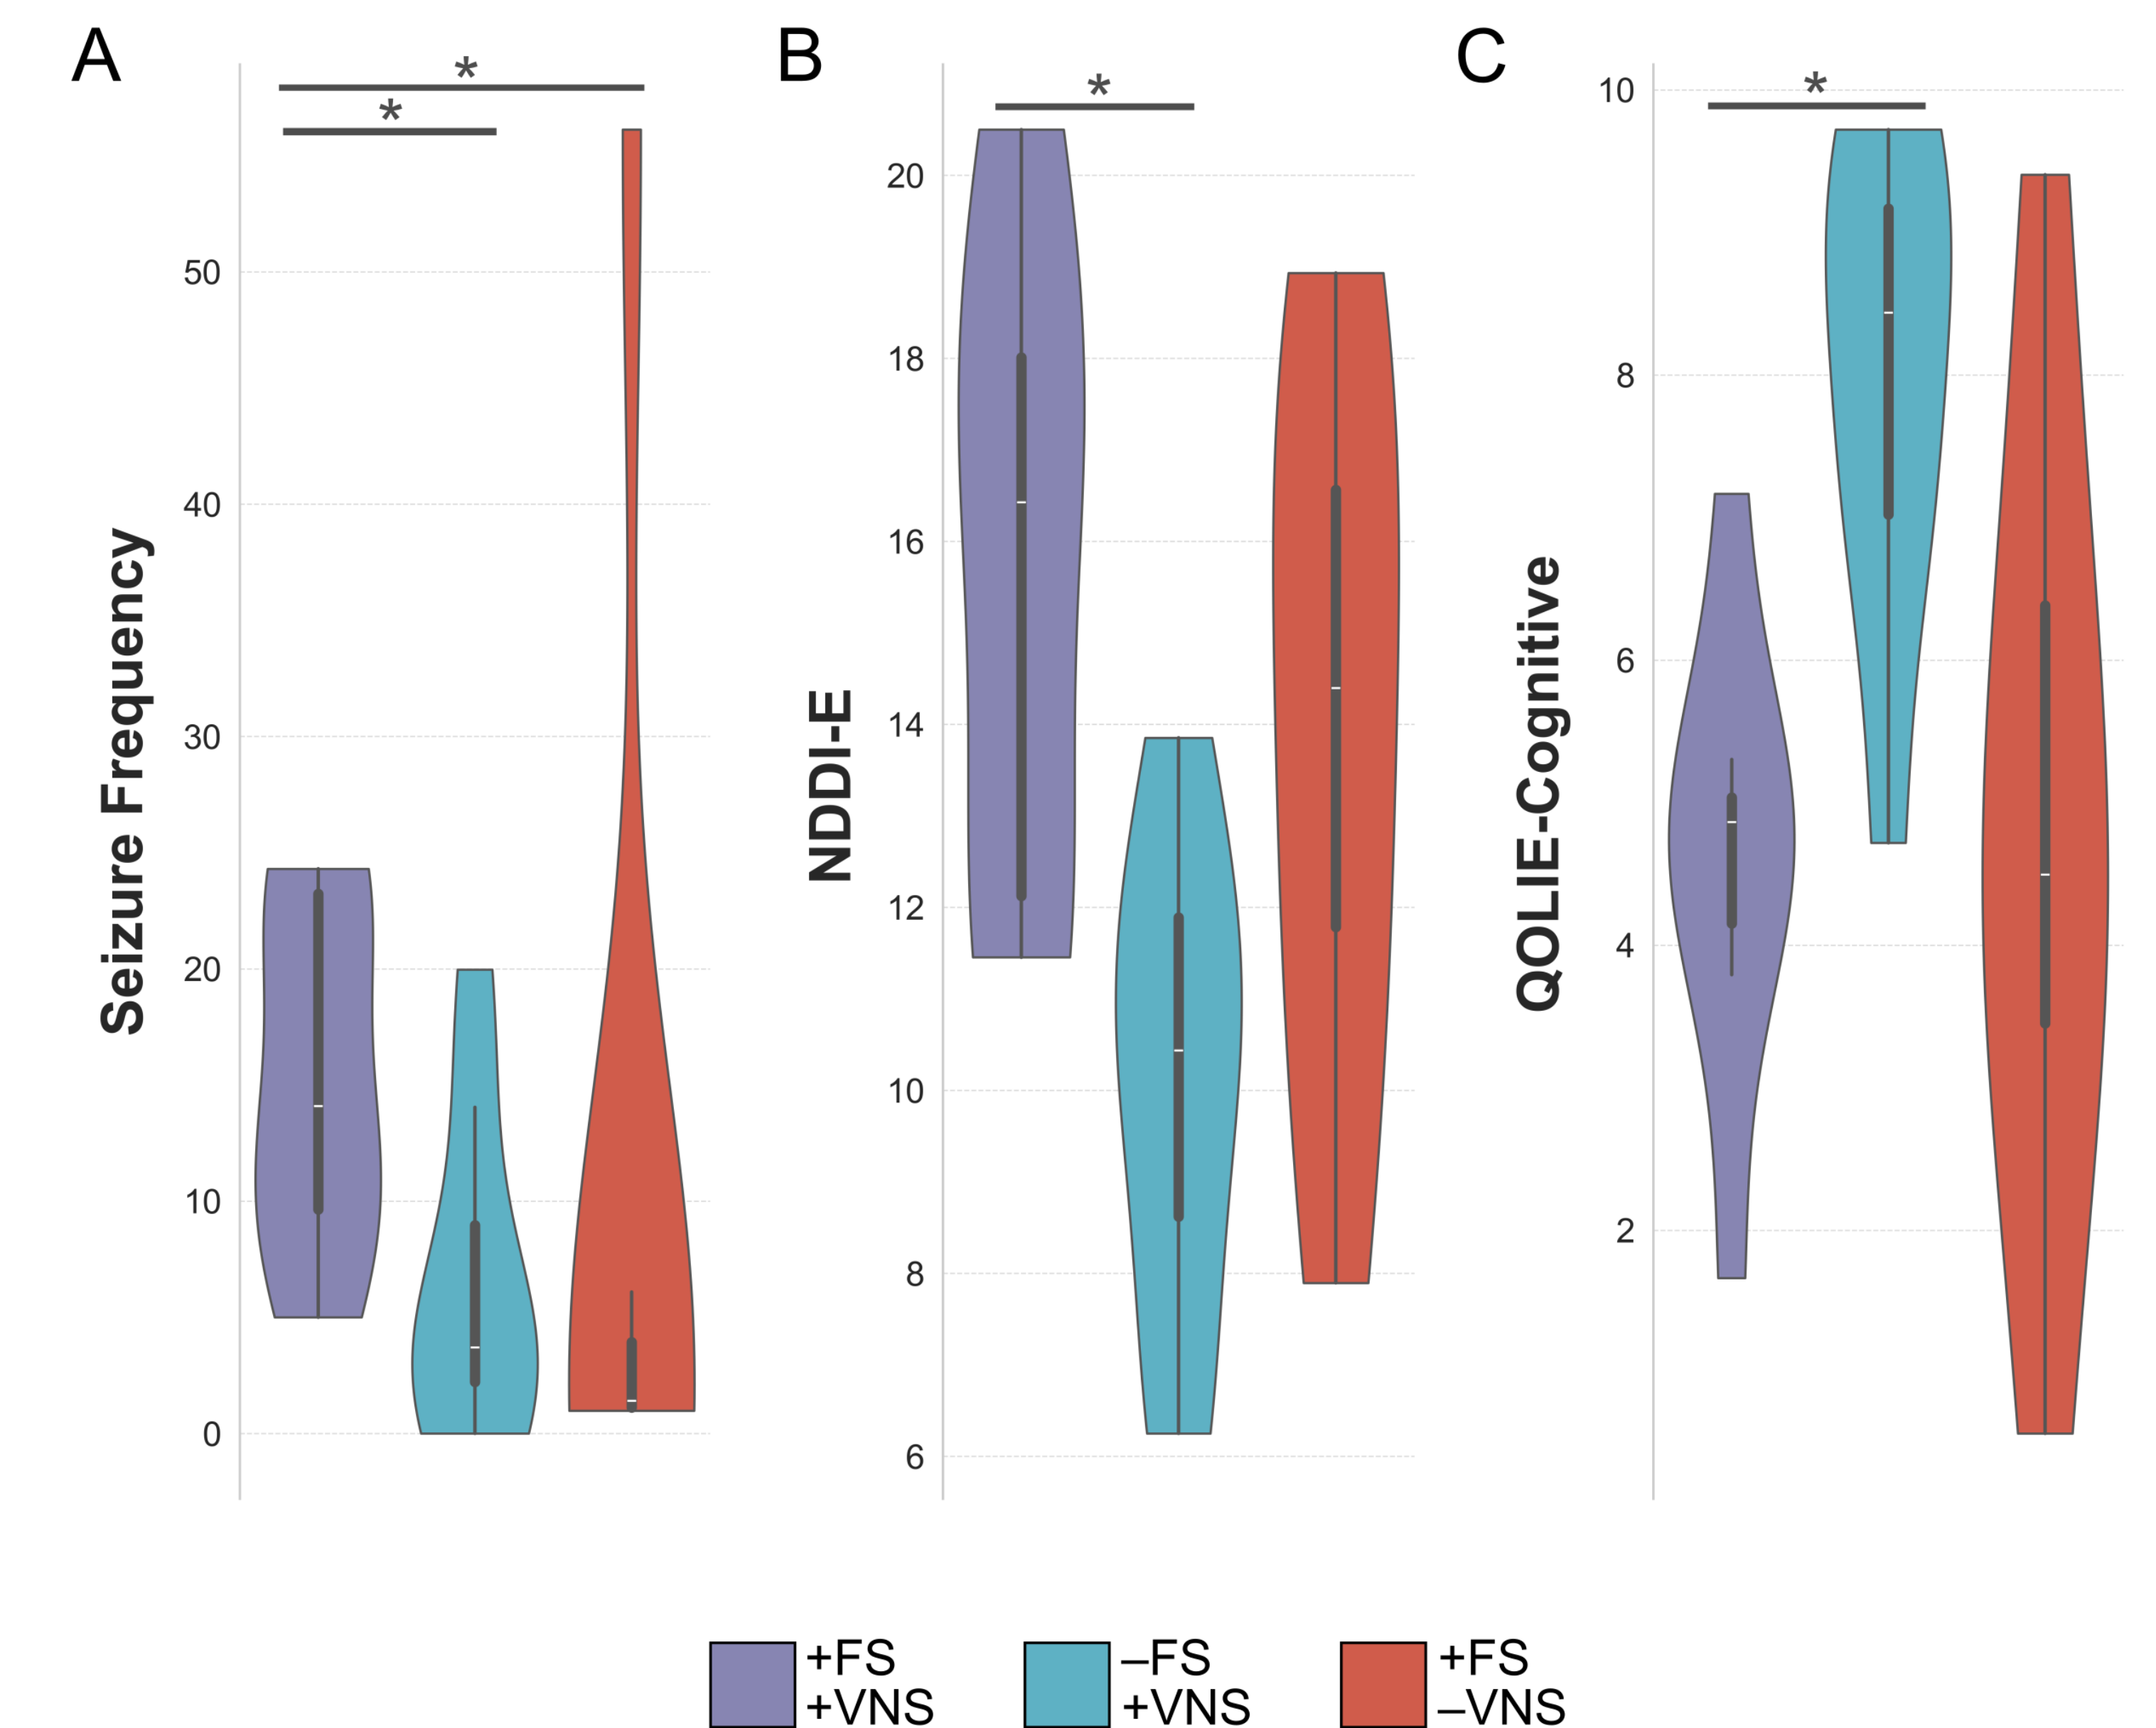 A
*
*
Seizure Frequency
50
40
30
20
10
0
B
*
NDDI-E
20
18
16
14
12
10
8
6
C
*
QOLIE-Cognitive
10
8
6
4
2
+FS
+VNS
–FS
+VNS
+FS
–VNS